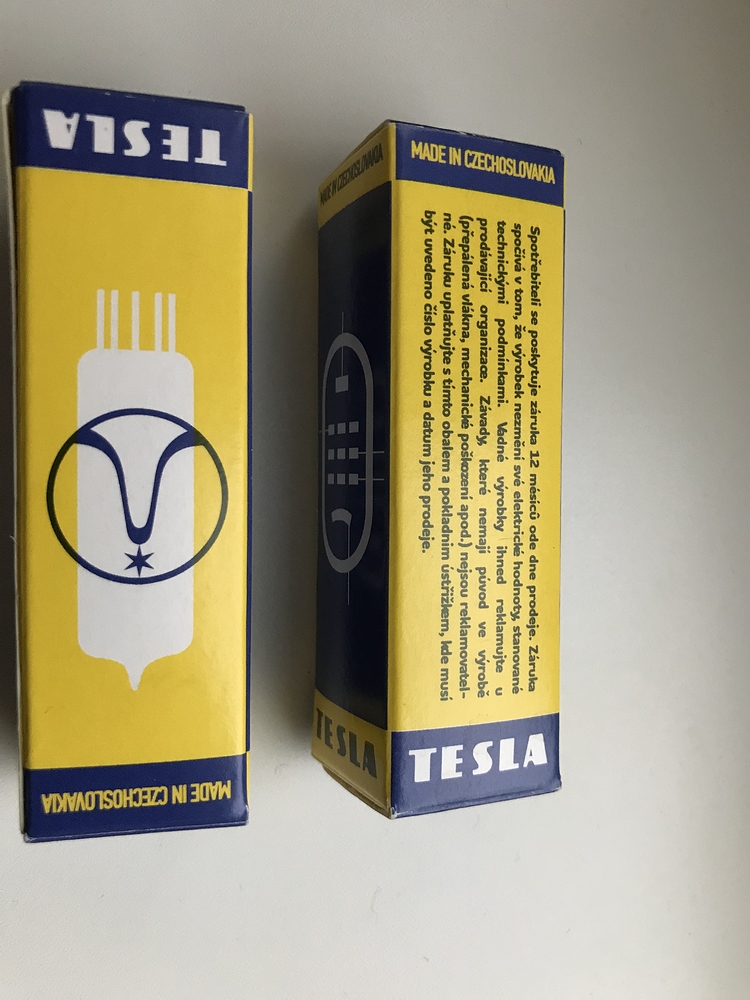 TESLA
MADE IN CZECHOSLOVAKIA
MADE IN CZECHOSLOVAKIA
TESLA
MADE IN CZECHOSLOVAKIA
Spotřebiteli se poskytuje záruka 12 měsíců ode dne prodeje. Záruka
spočívá v tom, že výrobek nezmění své elektrické hodnoty, stanovené
technickými podmínkami. Vadné výrobky ihned reklamujte u
prodávající organizace. Závady, které nemají původ ve výrobě
(přepálená vlákna, mechanické poškození apod.) nejsou reklamovatel-
né. Záruku uplatňujte s tímto obalem a pokladním ústřižkem, kde musí
být uvedeno číslo výrobku a datum jeho prodeje.
TESLA